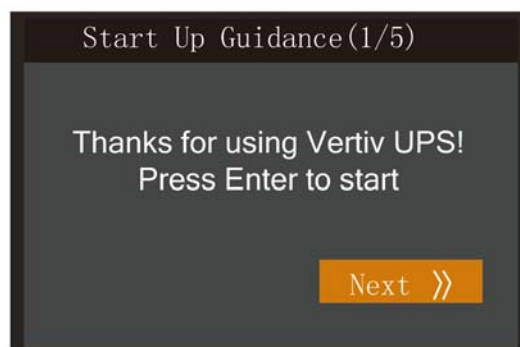 Start Up Guidance(1/5)
Thanks for using Vertiv UPS!
Press Enter to start
Next 》